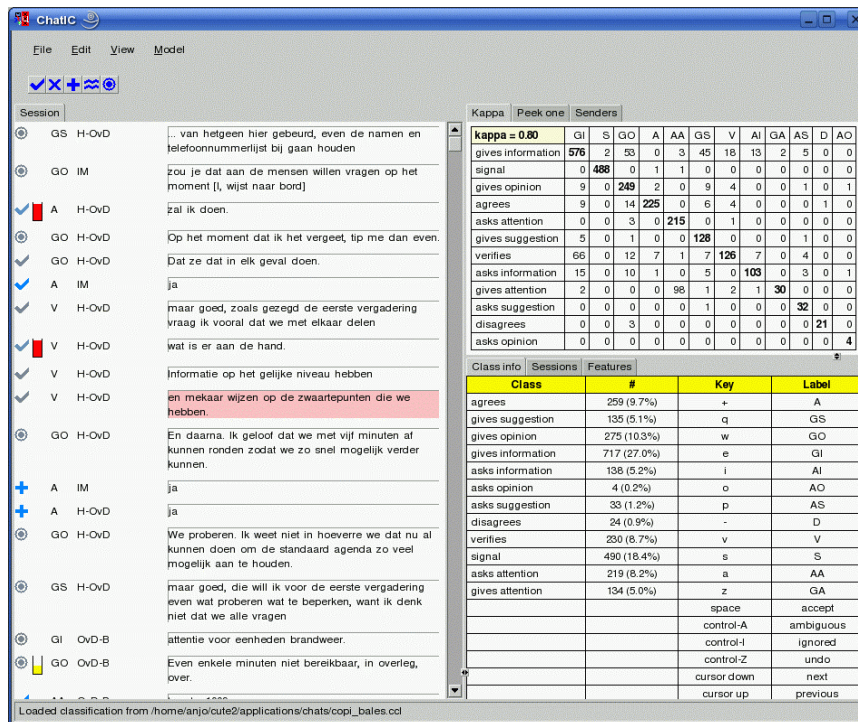 ChatIC
File Edit View Model
Session
GS H-OvD ... van hetgeen hier gebeurd, even de namen en
telefoonnummerlijst bij gaan houden
GO IM zou je dat aan de mensen willen vragen op het
moment [I, wijst naar bord]
A H-OvD zal ik doen.
GO H-OvD Op het moment dat ik het vergeet, tip me dan even.
GO H-OvD Dat ze dat in elk geval doen.
A IM ja
V H-OvD maar goed, zoals gezegd de eerste vergadering
vraag ik vooral dat we met elkaar delen
V H-OvD wat is er aan de hand.
V H-OvD Informatie op het gelijke niveau hebben
V H-OvD en mekaar wijzen op de zwaartepunten die we
hebben.
GO H-OvD En daarna. Ik geloof dat we met vijf minuten af
kunnen ronden zodat we zo snel mogelijk verder
kunnen.
A IM ja
A H-OvD ja
GO H-OvD We proberen. Ik weet niet in hoeverre we dat nu al
kunnen doen om de standaard agenda zo veel
mogelijk aan te houden.
GS H-OvD maar goed, die will ik voor de eerste vergadering
even wat proberen wat te beperken, want ik denk
niet dat we alle vragen
GI OvD-B attentie voor eenheden brandweer.
GO OvD-B Even enkele minuten niet bereikbaar, in overleg,
over.
Kappa Peek one Senders
kappa = 0.80 GI S GO A AA GS V AI GA AS D AO
gives information 576 2 53 0 3 45 18 13 2 5 0 0
signal 0 488 0 1 1 0 0 0 0 0 0 0
gives opinion 9 0 249 2 0 9 4 0 0 1 0 1
agrees 9 0 14 225 0 6 4 0 0 0 1 0
asks attention 0 0 3 0 215 0 1 0 0 0 0 0
gives suggestion 5 0 1 0 0 128 0 0 0 1 0 0
verifies 66 0 12 7 1 7 126 7 0 4 0 0
asks information 15 0 10 1 0 5 0 103 0 3 0 1
gives attention 2 0 0 0 98 1 2 1 30 0 0 0
asks suggestion 0 0 0 0 0 1 0 0 0 32 0 0
disagrees 0 0 3 0 0 0 0 0 0 0 21 0
asks opinion 0 0 0 0 0 0 0 0 0 0 0 4
Class info Sessions Features
Class # Key Label
agrees 259 (9.7%) + A
gives suggestion 135 (5.1%) q GS
gives opinion 275 (10.3%) w GO
gives information 717 (27.0%) e GI
asks information 138 (5.2%) i AI
asks opinion 4 (0.2%) o AO
asks suggestion 33 (1.2%) p AS
disagrees 24 (0.9%) - D
verifies 230 (8.7%) v V
signal 490 (18.4%) s S
asks attention 219 (8.2%) a AA
gives attention 134 (5.0%) z GA
space accept
control-A ambiguous
control-I ignored
control-Z undo
cursor down next
cursor up previous
Loaded classification from /home/anjo/cute2/applications/chats/copi_bales.ccl